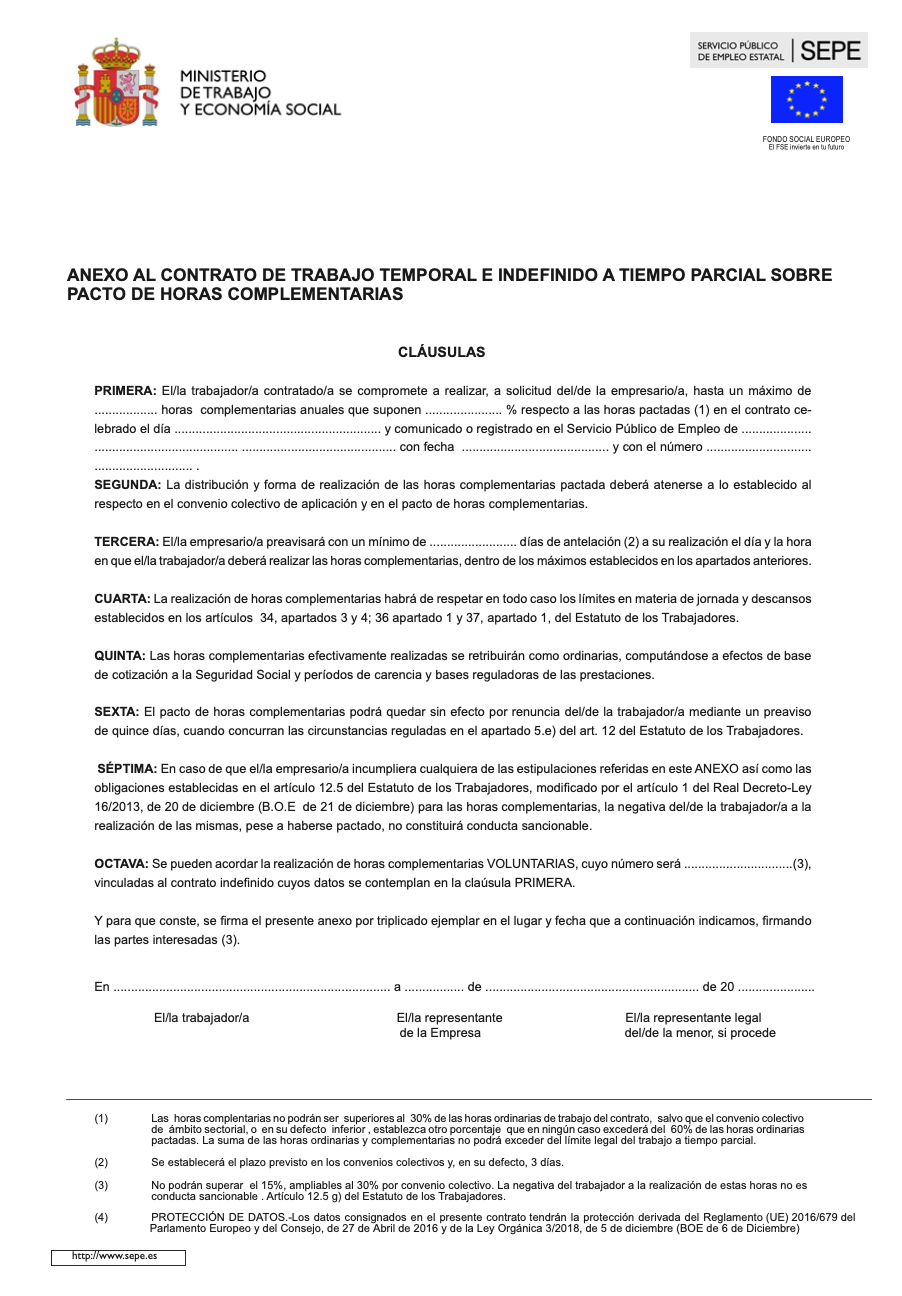 MINISTERIO
DE TRABAJO
Y ECONOMÍA SOCIAL
SERVICIO PÚBLICO
DE EMPLEO ESTATAL
SEPE
FONDO SOCIAL EUROPEO
El FSE invierte en tu futuro
ANEXO AL CONTRATO DE TRABAJO TEMPORAL E INDEFINIDO A TIEMPO PARCIAL SOBRE
PACTO DE HORAS COMPLEMENTARIAS
CLÁUSULAS
PRIMERA: El/la trabajador/a contratado/a se compromete a realizar, a solicitud del/de la empresario/a, hasta un máximo de
.................. horas complementarias anuales que suponen ...................... % respecto a las horas pactadas (1) en el contrato ce-
lebrado el día ........................................................... y comunicado o registrado en el Servicio Público de Empleo de ....................
......................................... ............................................ con fecha .......................................... y con el número ..............................
............................ .
SEGUNDA: La distribución y forma de realización de las horas complementarias pactada deberá atenerse a lo establecido al
respecto en el convenio colectivo de aplicación y en el pacto de horas complementarias.
TERCERA: El/la empresario/a preavisará con un mínimo de ......................... días de antelación (2) a su realización el día y la hora
en que el/la trabajador/a deberá realizar las horas complementarias, dentro de los máximos establecidos en los apartados anteriores.
CUARTA: La realización de horas complementarias habrá de respetar en todo caso los límites en materia de jornada y descansos
establecidos en los artículos 34, apartados 3 y 4; 36 apartado 1 y 37, apartado 1, del Estatuto de los Trabajadores.
QUINTA: Las horas complementarias efectivamente realizadas se retribuirán como ordinarias, computándose a efectos de base
de cotización a la Seguridad Social y períodos de carencia y bases reguladoras de las prestaciones.
SEXTA: El pacto de horas complementarias podrá quedar sin efecto por renuncia del/de la trabajador/a mediante un preaviso
de quince días, cuando concurran las circunstancias reguladas en el apartado 5.e) del art. 12 del Estatuto de los Trabajadores.
SÉPTIMA: En caso de que el/la empresario/a incumpliera cualquiera de las estipulaciones referidas en este ANEXO así como las
obligaciones establecidas en el artículo 12.5 del Estatuto de los Trabajadores, modificado por el artículo 1 del Real Decreto-Ley
16/2013, de 20 de diciembre (B.O.E de 21 de diciembre) para las horas complementarias, la negativa del/de la trabajador/a a la
realización de las mismas, pese a haberse pactado, no constituirá conducta sancionable.
OCTAVA: Se pueden acordar la realización de horas complementarias VOLUNTARIAS, cuyo número será ...............................(3),
vinculadas al contrato indefinido cuyos datos se contemplan en la claúsula PRIMERA.
Y para que conste, se firma el presente anexo por triplicado ejemplar en el lugar y fecha que a continuación indicamos, firmando
las partes interesadas (3).
En ............................................................................... a ................. de ............................................................. de 20 ......................
El/la trabajador/a
El/la representante
de la Empresa
El/la representante legal
del/de la menor, si procede
(1) Las horas complentarias no podrán ser superiores al 30% de las horas ordinarias de trabajo del contrato, salvo que el convenio colectivo
de ámbito sectorial, o en su defecto inferior , establezca otro porcentaje que en ningún caso excederá del 60% de las horas ordinarias
pactadas. La suma de las horas ordinarias y complementarias no podrá exceder del límite legal del trabajo a tiempo parcial.
(2) Se establecerá el plazo previsto en los convenios colectivos y, en su defecto, 3 días.
(3) No podrán superar el 15%, ampliables al 30% por convenio colectivo. La negativa del trabajador a la realización de estas horas no es
conducta sancionable . Artículo 12.5 g) del Estatuto de los Trabajadores.
(4) PROTECCIÓN DE DATOS.-Los datos consignados en el presente contrato tendrán la protección derivada del Reglamento (UE) 2016/679 del
Parlamento Europeo y del Consejo, de 27 de Abril de 2016 y de la Ley Orgánica 3/2018, de 5 de diciembre (BOE de 6 de Diciembre)
http://www.sepe.es